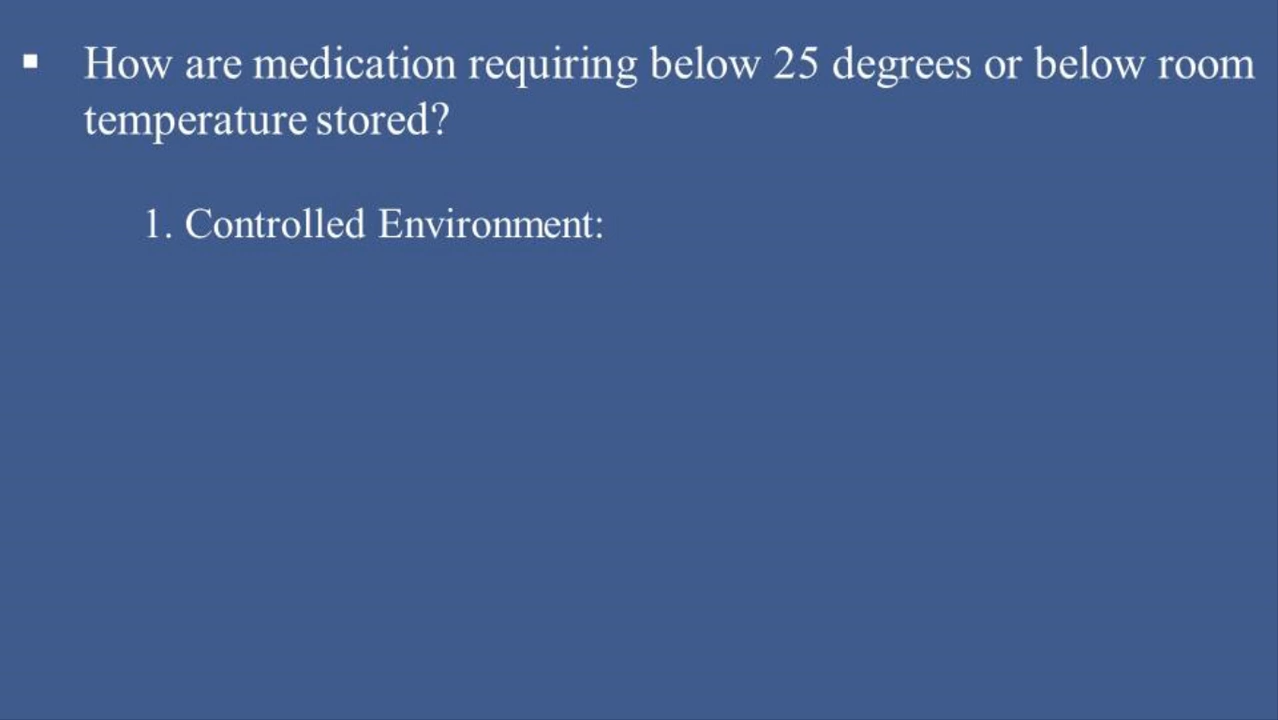 ▪ How are medication requiring below 25 degrees or below room
temperature stored?
1. Controlled Environment: